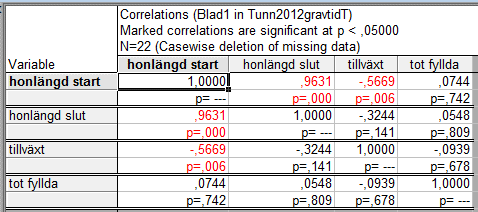 Correlations (Blad1 in Tunn2012gravtidT)
Marked correlations are significant at p < ,05000
N=22 (Casewise deletion of missing data)
Variable honlängd start honlängd slut tillväxt tot fyllda
honlängd start 1,0000 ,9631 -,5669 ,0744
p= --- p=,000 p=,006 p=,742
honlängd slut ,9631 1,0000 -,3244 ,0548
p=,000 p= --- p=,141 p=,809
tillväxt -,5669 -,3244 1,0000 -,0939
p=,006 p=,141 p= --- p=,678
tot fyllda ,0744 ,0548 -,0939 1,0000
p=,742 p=,809 p=,678 p= ---